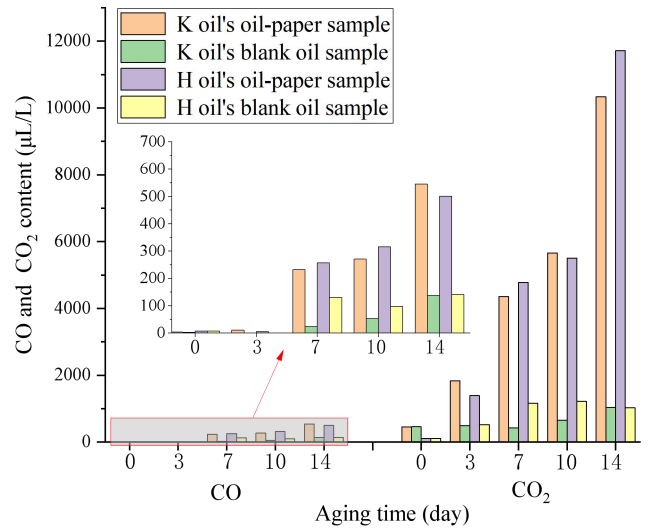 K oil's oil-paper sample
K oil's blank oil sample
H oil's oil-paper sample
H oil's blank oil sample
CO and CO₂ content (μL/L)
12000
10000
8000
6000
4000
2000
0
700
600
500
400
300
200
100
0
0 3 7 10 14
0 3 7 10 14 0 3 7 10 14
CO CO₂
Aging time (day)